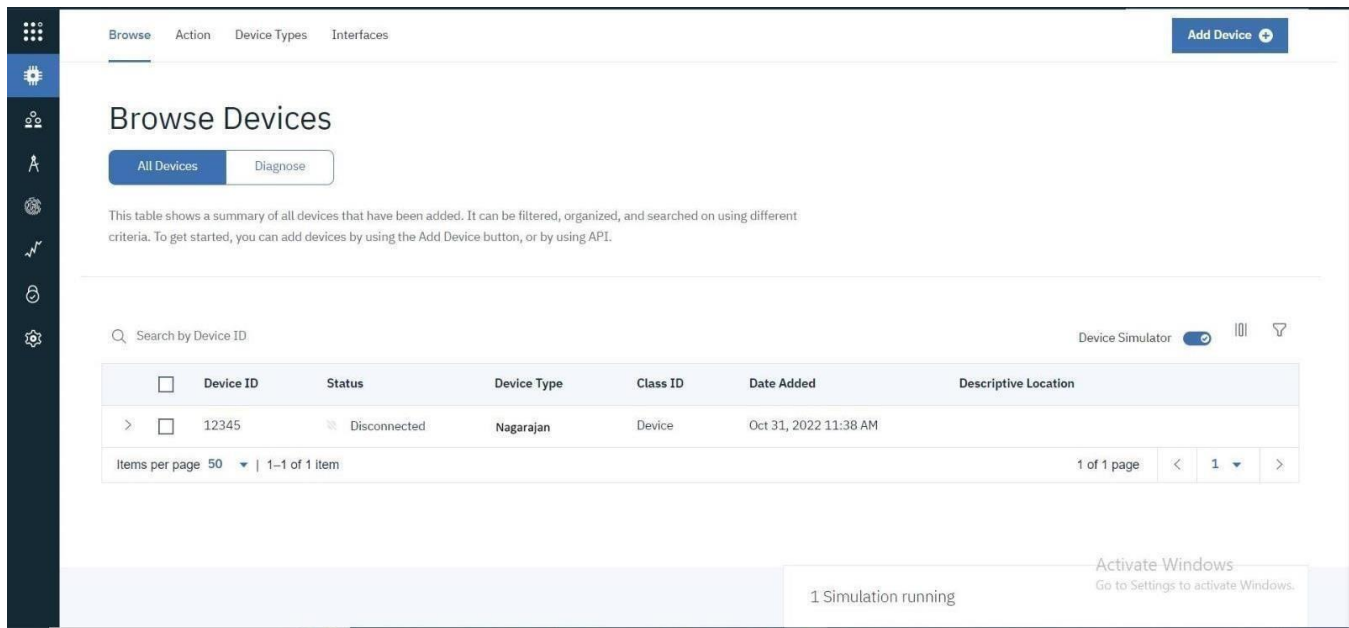 Browse Action Device Types Interfaces Add Device
Browse Devices
All Devices Diagnose
This table shows a summary of all devices that have been added. It can be filtered, organized, and searched on using different
criteria. To get started, you can add devices by using the Add Device button, or by using API.
Search by Device ID Device Simulator
Device ID Status Device Type Class ID Date Added Descriptive Location
12345 Disconnected Nagarajan Device Oct 31, 2022 11:38 AM
Items per page 50 | 1–1 of 1 item 1 of 1 page 1
Activate Windows
Go to Settings to activate Windows.
1 Simulation running